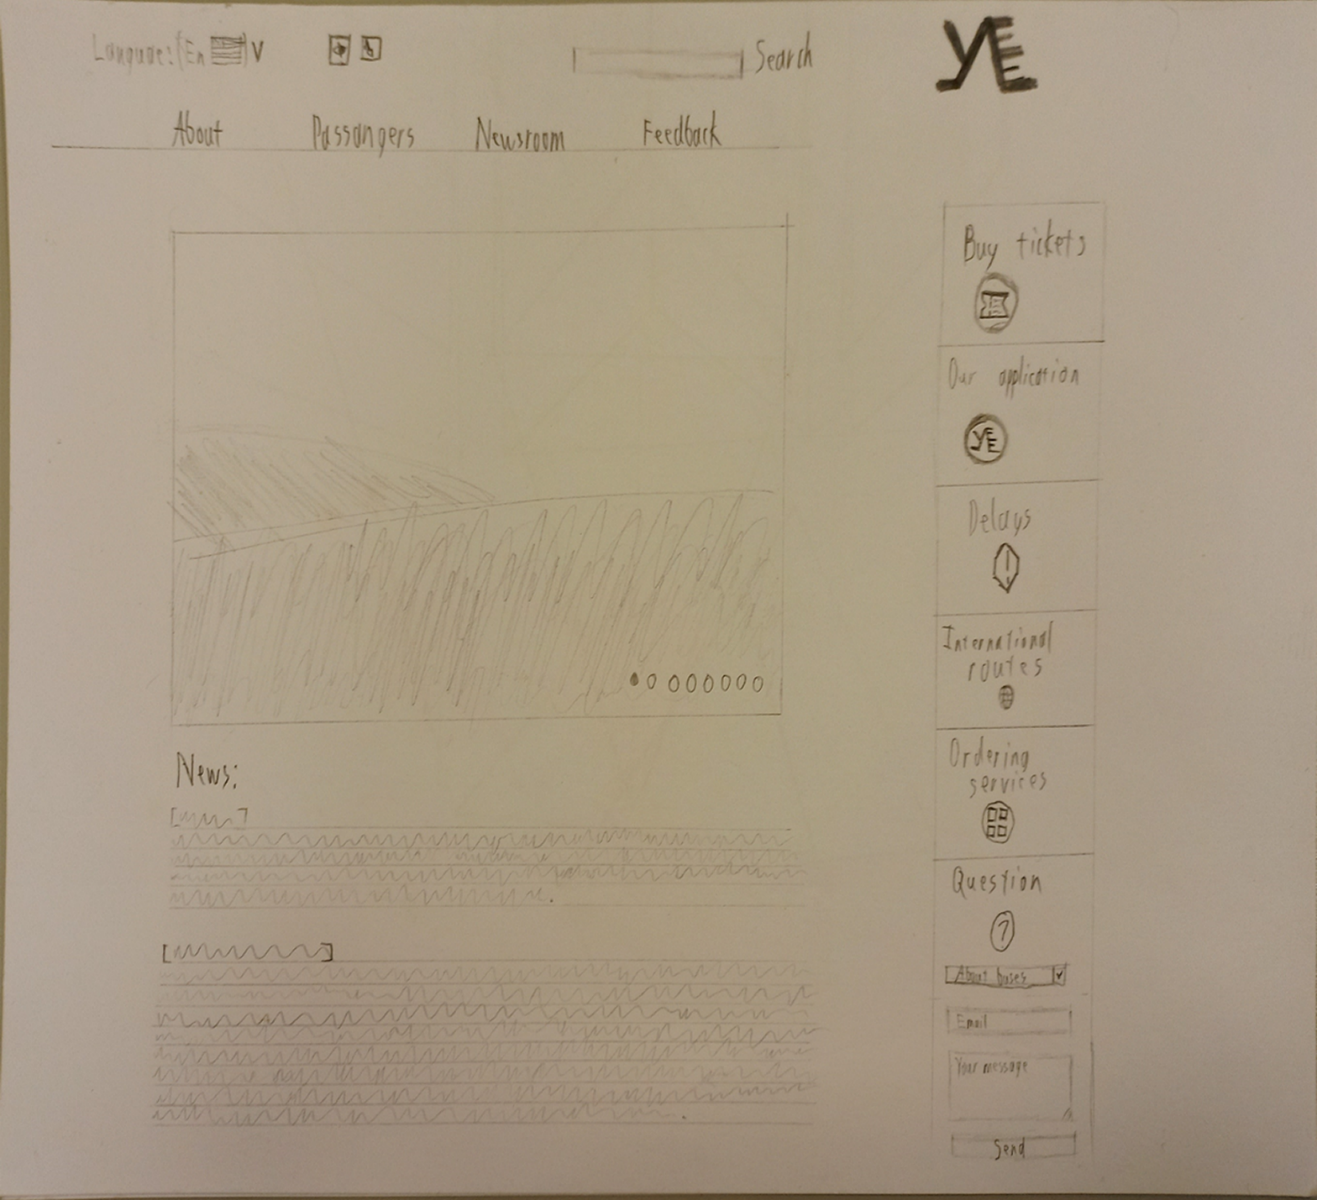 Language: (En V
Search
YE
About Passangers Newsroom Feedback
Buy tickets
Our application
YE
Delays
!
International
routes
Ordering
services
Question
?
About buses
Email
Your message
Send
News: